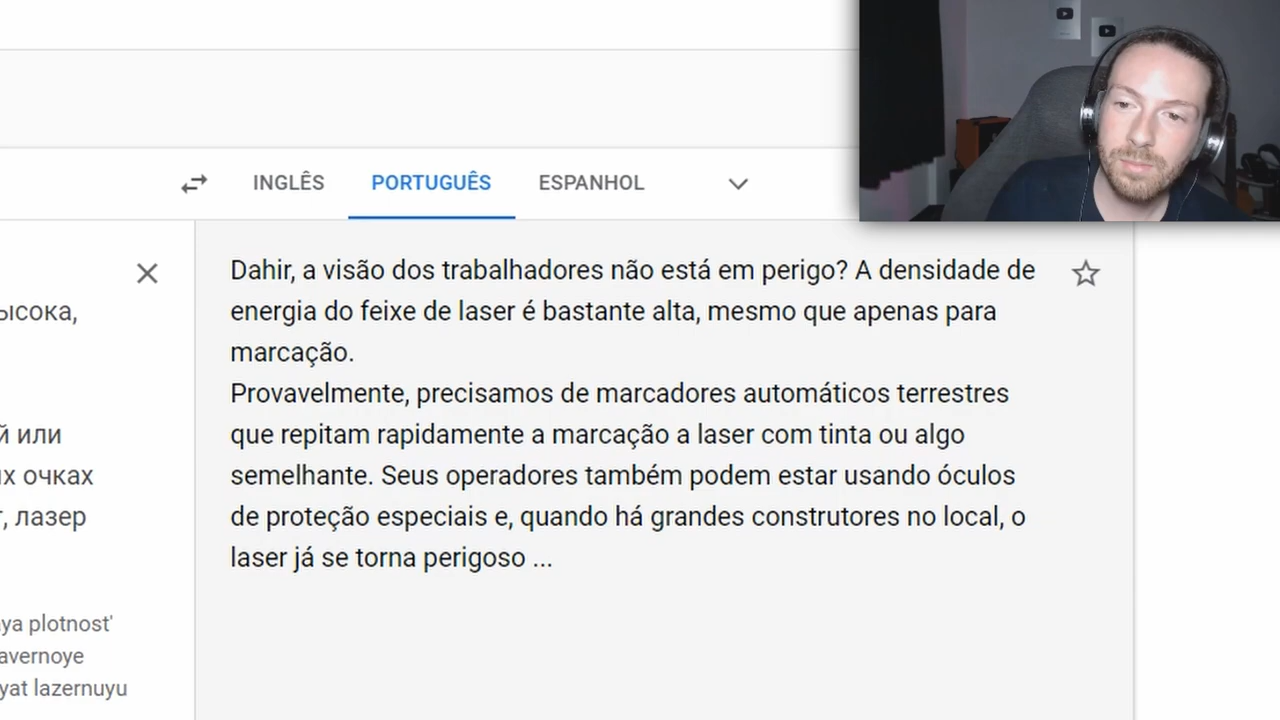 INGLÊS PORTUGUÊS ESPANHOL
Dahir, a visão dos trabalhadores não está em perigo? A densidade de
energia do feixe de laser é bastante alta, mesmo que apenas para
marcação.
Provavelmente, precisamos de marcadores automáticos terrestres
que repitam rapidamente a marcação a laser com tinta ou algo
semelhante. Seus operadores também podem estar usando óculos
de proteção especiais e, quando há grandes construtores no local, o
laser já se torna perigoso ...
ысока,
й или
их очках
, лазер
ya plotnost'
avernoye
yat lazernuyu